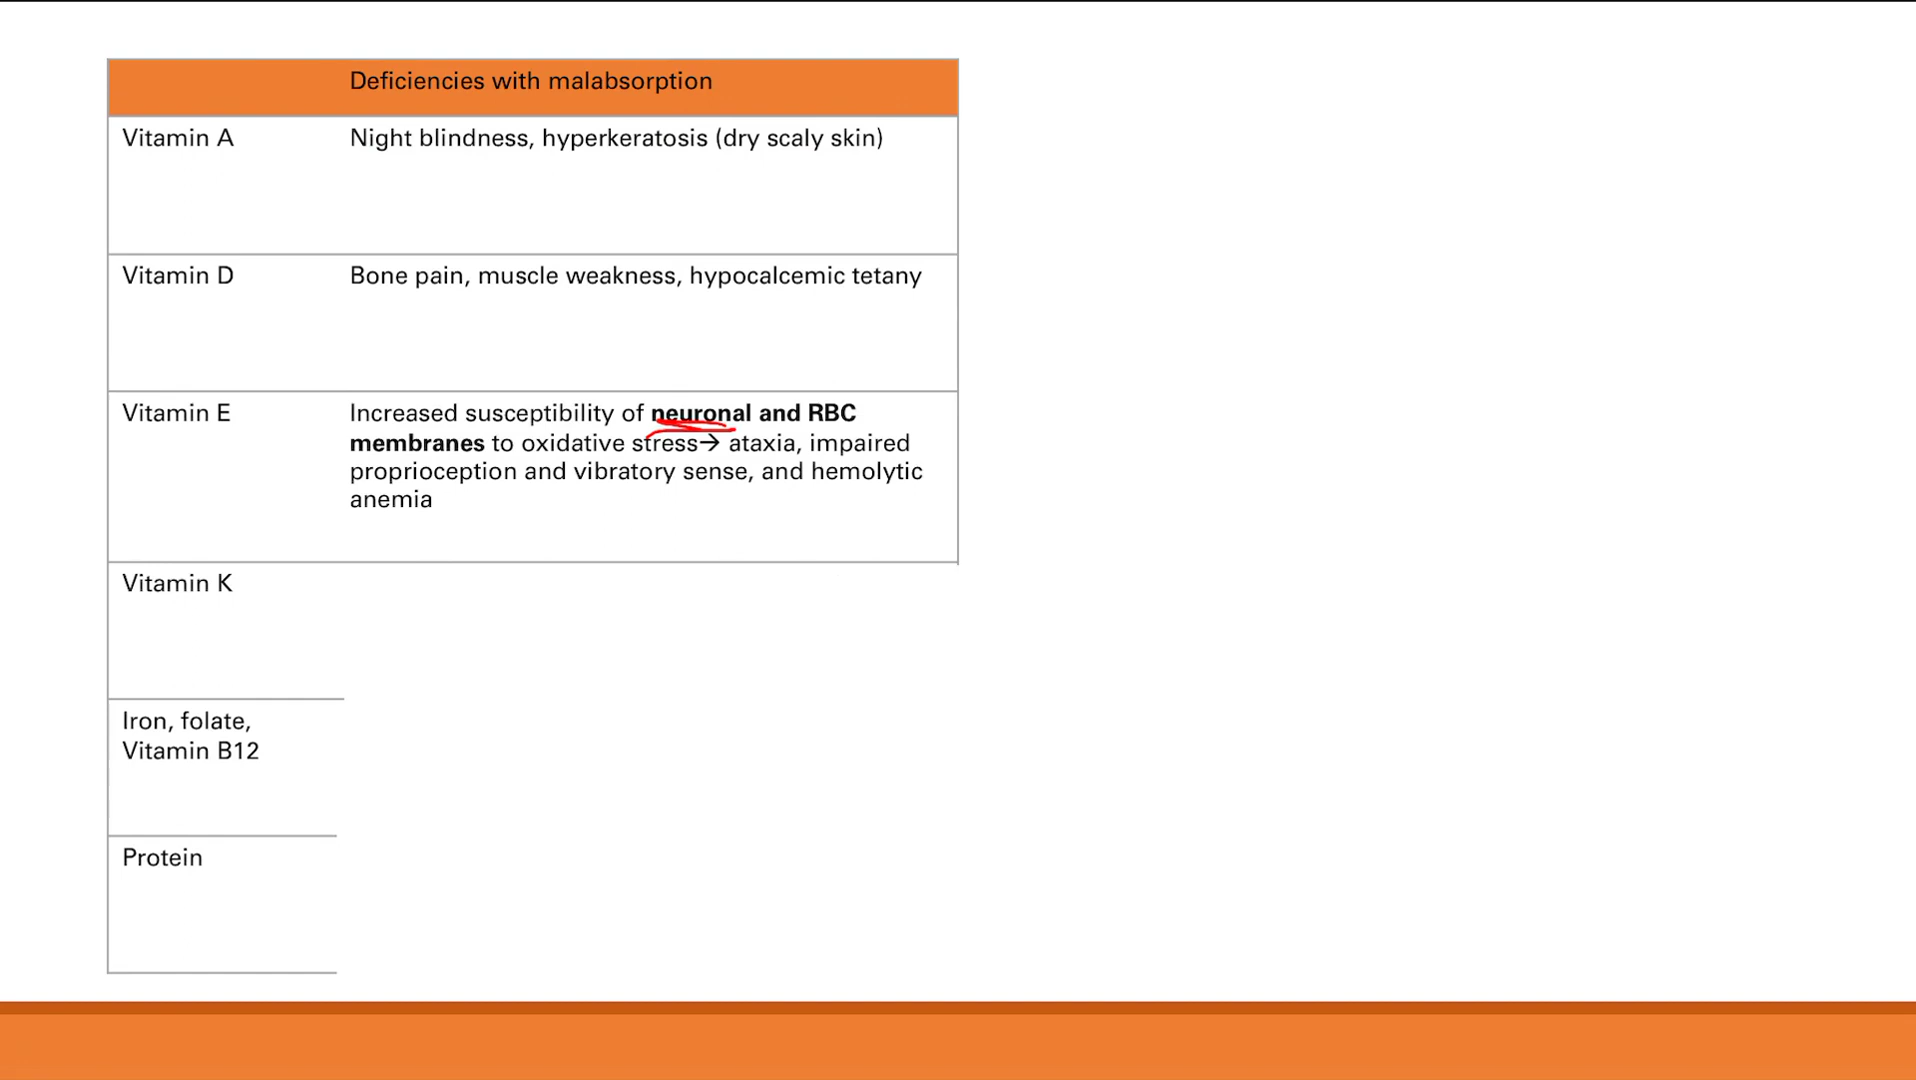 Deficiencies with malabsorption
Vitamin A
Night blindness, hyperkeratosis (dry scaly skin)
Vitamin D
Bone pain, muscle weakness, hypocalcemic tetany
Vitamin E
Increased susceptibility of neuronal and RBC
membranes to oxidative stress→ ataxia, impaired
proprioception and vibratory sense, and hemolytic
anemia
Vitamin K
Iron, folate,
Vitamin B12
Protein